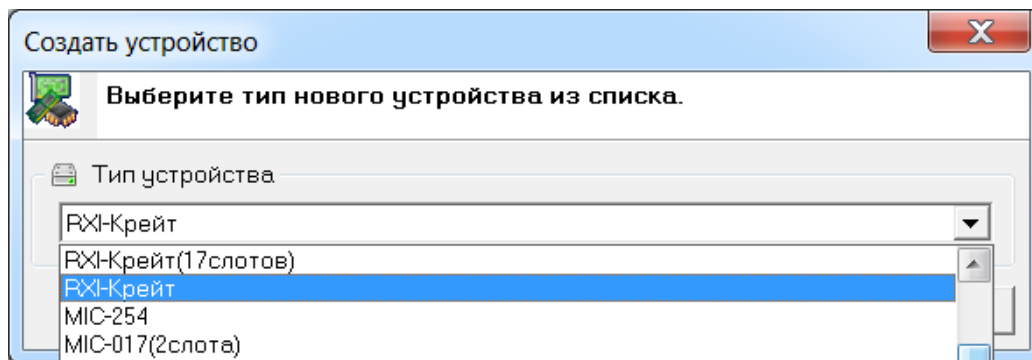 Создать устройство
Выберите тип нового устройства из списка.
Тип устройства
RXI-Крейт
RXI-Крейт(17слотов)
RXI-Крейт
MIC-254
MIC-017(2слота)